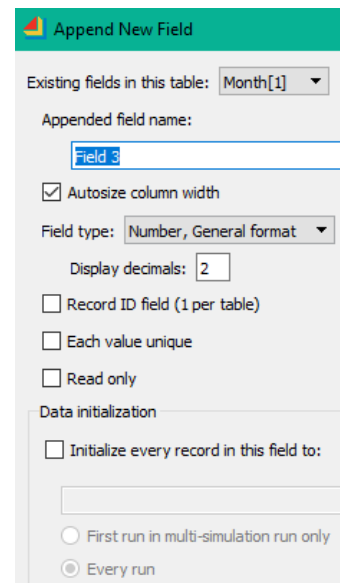 Append New Field
Existing fields in this table: Month[1]
Appended field name:
Field 3
Autosize column width
Field type: Number, General format
Display decimals: 2
Record ID field (1 per table)
Each value unique
Read only
Data initialization
Initialize every record in this field to:
First run in multi-simulation run only
Every run